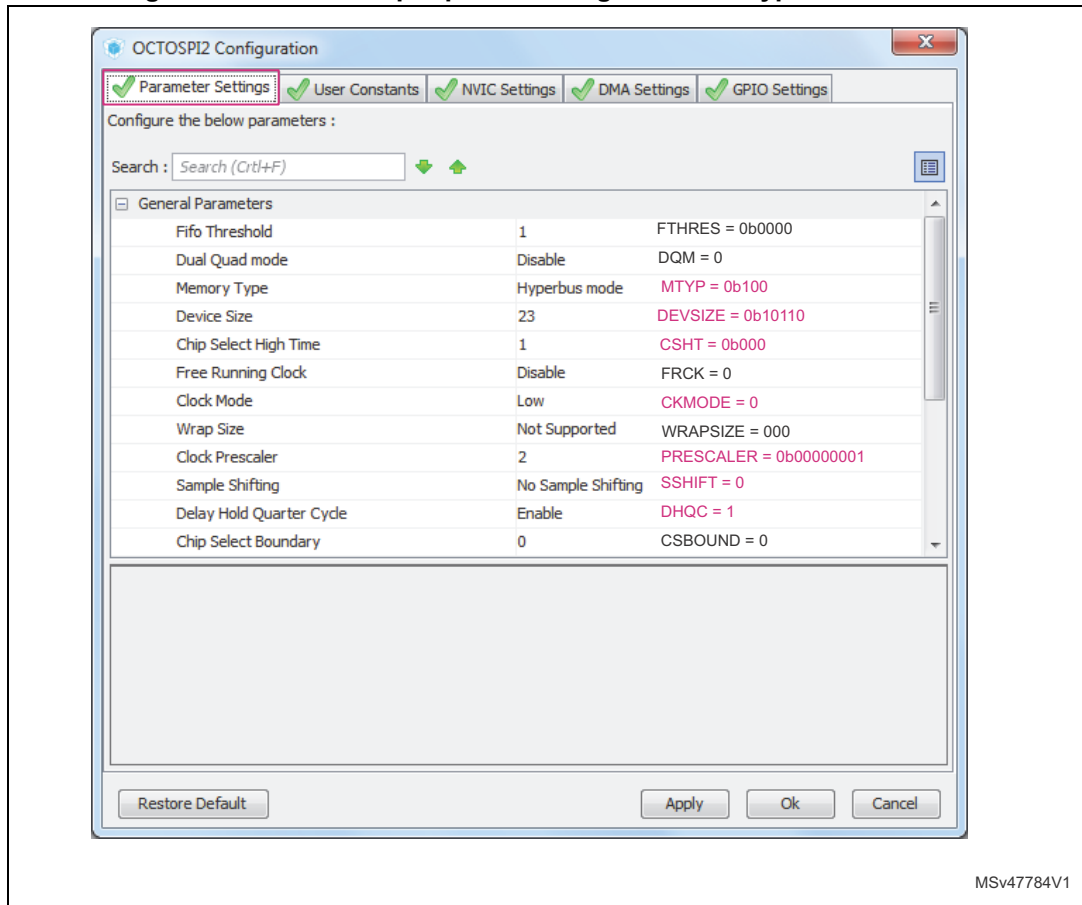 OCTOSPI2 Configuration
Parameter Settings User Constants NVIC Settings DMA Settings GPIO Settings
Configure the below parameters :
Search : Search (Crtl+F)
General Parameters
Fifo Threshold 1 FTHRES = 0b0000
Dual Quad mode Disable DQM = 0
Memory Type Hyperbus mode MTYP = 0b100
Device Size 23 DEVSIZE = 0b10110
Chip Select High Time 1 CSHT = 0b000
Free Running Clock Disable FRCK = 0
Clock Mode Low CKMODE = 0
Wrap Size Not Supported WRAPSIZE = 000
Clock Prescaler 2 PRESCALER = 0b00000001
Sample Shifting No Sample Shifting SSHIFT = 0
Delay Hold Quarter Cycle Enable DHQC = 1
Chip Select Boundary 0 CSBOUND = 0
Restore Default Apply Ok Cancel
MSv47784V1